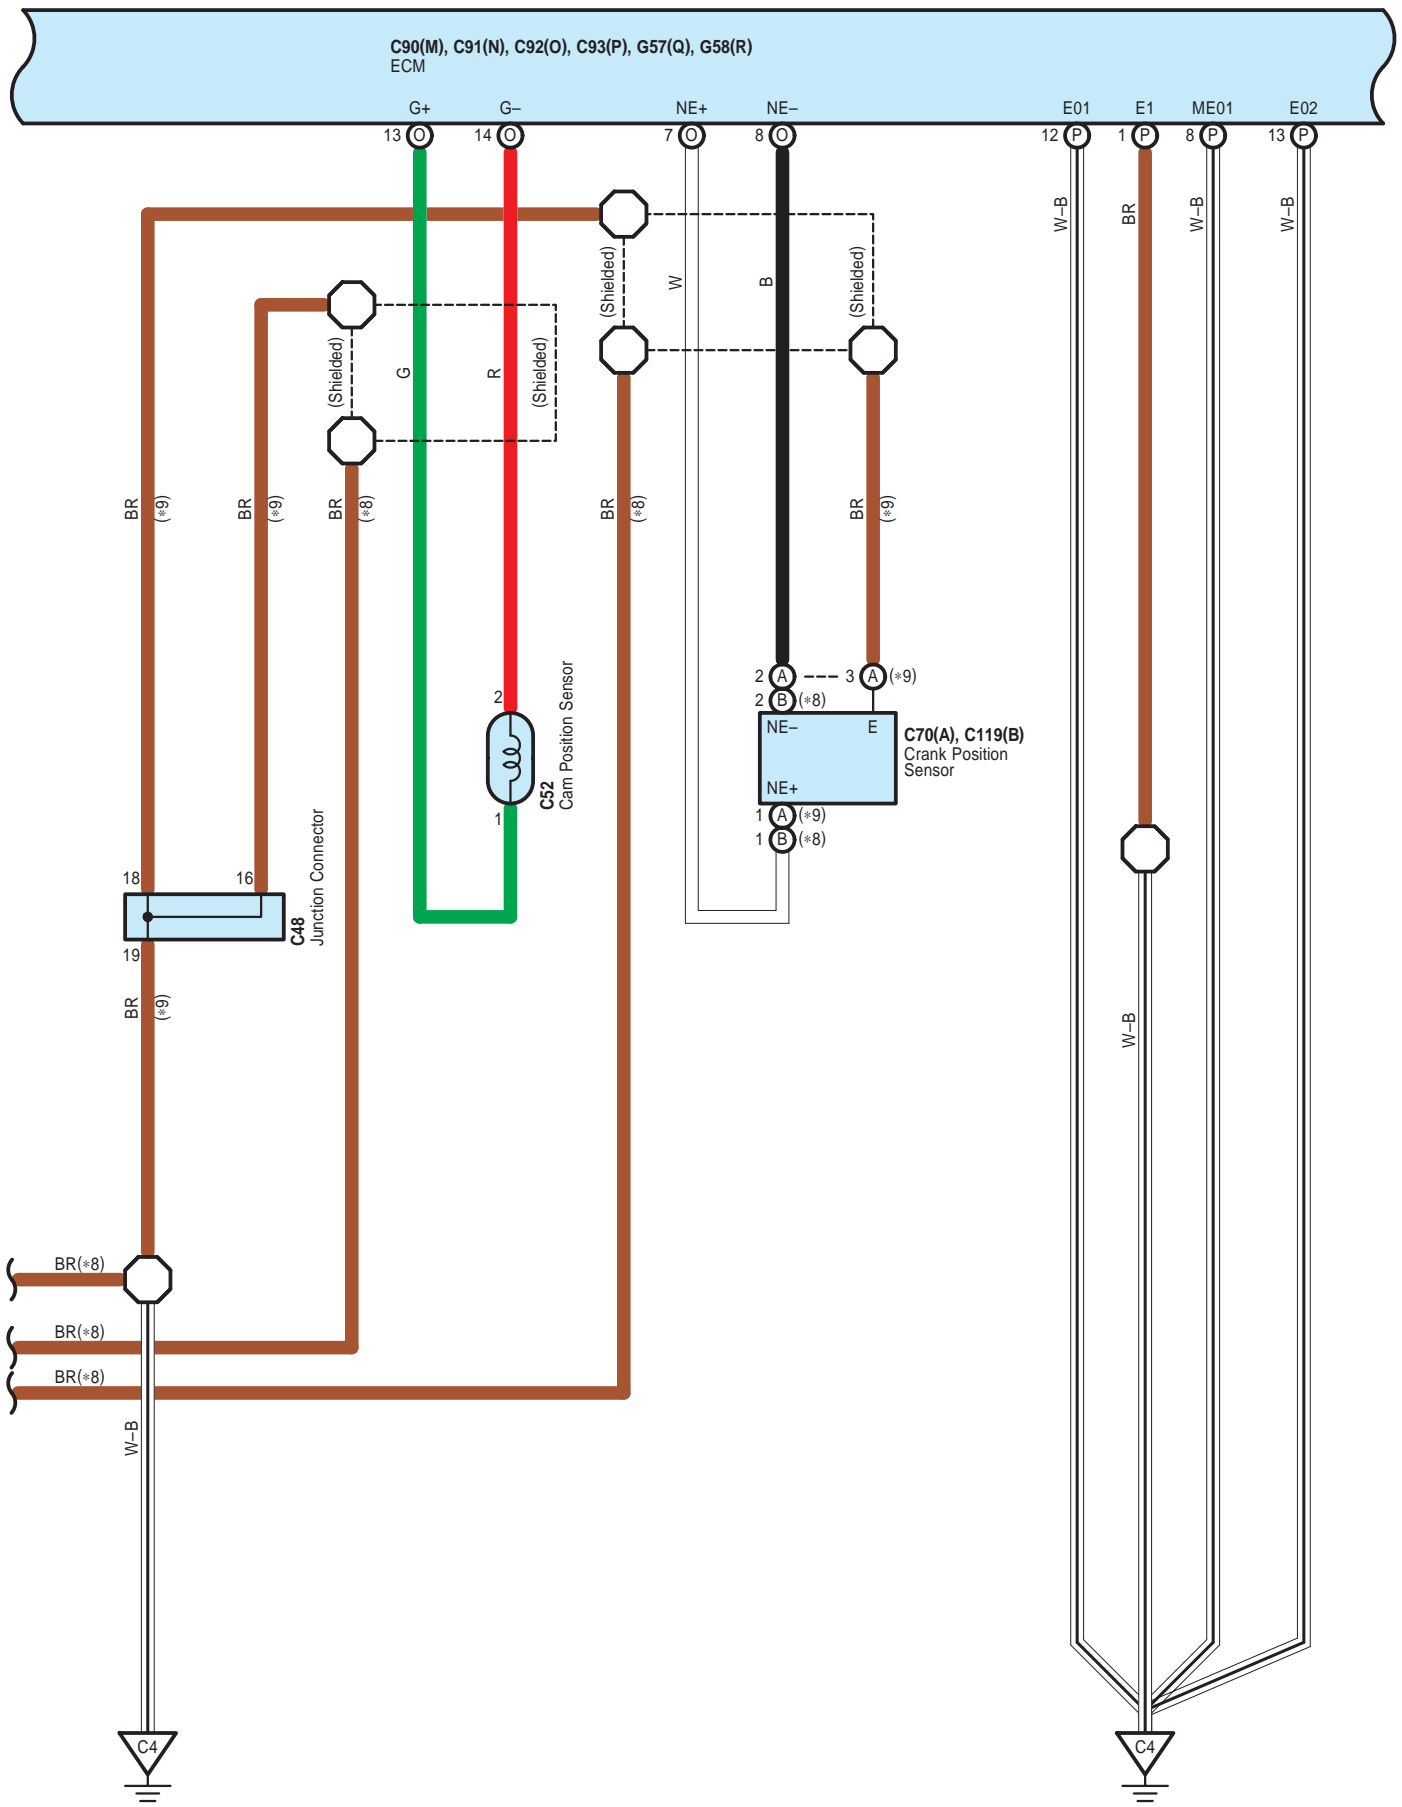 C90(M), C91(N), C92(O), C93(P), G57(Q), G58(R)
ECM
G+ G– NE+ NE– E01 E1 ME01 E02
13 O 14 O 7 O 8 O 12 P 1 P 8 P 13 P
W–B BR W–B W–B
(Shielded) W B (Shielded)
(Shielded) G R (Shielded)
BR (*9) BR (*9) BR (*8) BR (*8) BR (*9)
2 A 3 A (*9)
2 2 B (*8)
NE– E
C70(A), C119(B)
Crank Position
Sensor
NE+
C52
Cam Position Sensor
1 1 A (*9)
1 B (*8)
18 16
C48
Junction Connector
19
BR (*9)
W–B
BR(*8)
BR(*8)
BR(*8)
W–B
C4 C4